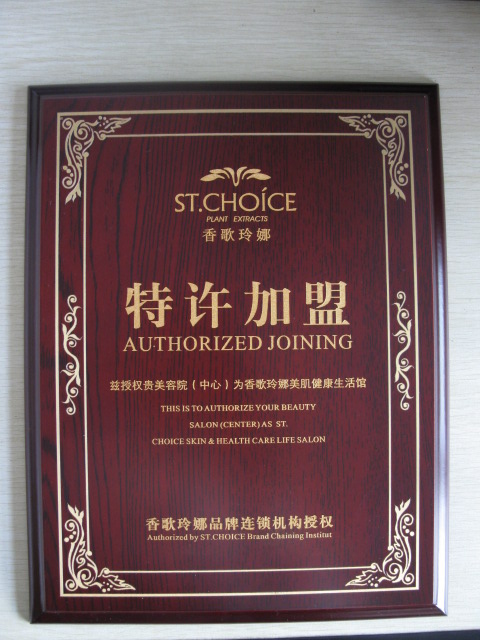 ST.CHOÍCE
PLANT EXTRACTS
香歌玲娜
特许加盟
AUTHORIZED JOINING
兹授权贵美容院（中心）为香歌玲娜美肌健康生活馆
THIS IS TO AUTHORIZE YOUR BEAUTY
SALON (CENTER) AS ST.
CHOICE SKIN & HEALTH CARE LIFE SALON
香歌玲娜品牌连锁机构授权
Authorized by ST.CHOICE Brand Chaining Institut